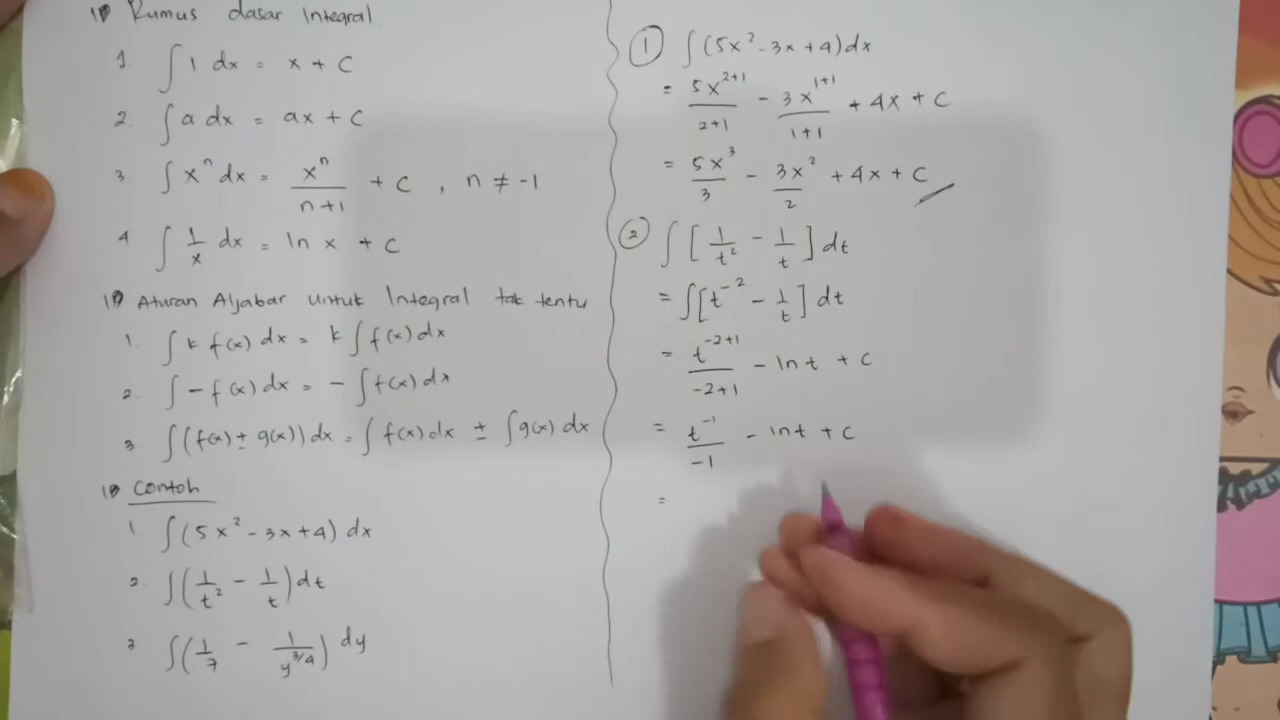 Rumus dasar Integral
1. ∫ 1 dx = x + C
2. ∫ a dx = ax + C
3. ∫ xⁿ dx = xⁿ/(n+1) + C , n ≠ -1
4 ∫ 1/x dx = ln x + C
Aturan Aljabar untuk Integral tak tentu
1. ∫ k f(x) dx = k ∫ f(x) dx
2. ∫ - f(x) dx = - ∫ f(x) dx
3. ∫ (f(x) ± g(x)) dx = ∫ f(x) dx ± ∫ g(x) dx
Contoh
1 ∫ (5x² - 3x + 4) dx
2. ∫ (1/t² - 1/t) dt
3 ∫ (1/7 - 1/y^(3/4)) dy
① ∫ (5x² - 3x + 4) dx
= 5x^(2+1)/(2+1) - 3x^(1+1)/(1+1) + 4x + C
= 5x³/3 - 3x²/2 + 4x + C
② ∫ [1/t² - 1/t] dt
= ∫ [t⁻² - 1/t] dt
= t^(-2+1)/(-2+1) - ln t + C
= t⁻¹/-1 - ln t + C
=